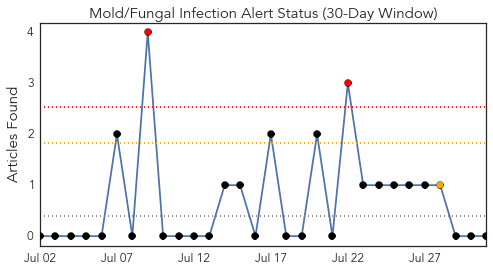 Mold/Fungal Infection Alert Status (30-Day Window)
Articles Found
4
3
2
1
0
Jul 02 Jul 07 Jul 12 Jul 17 Jul 22 Jul 27